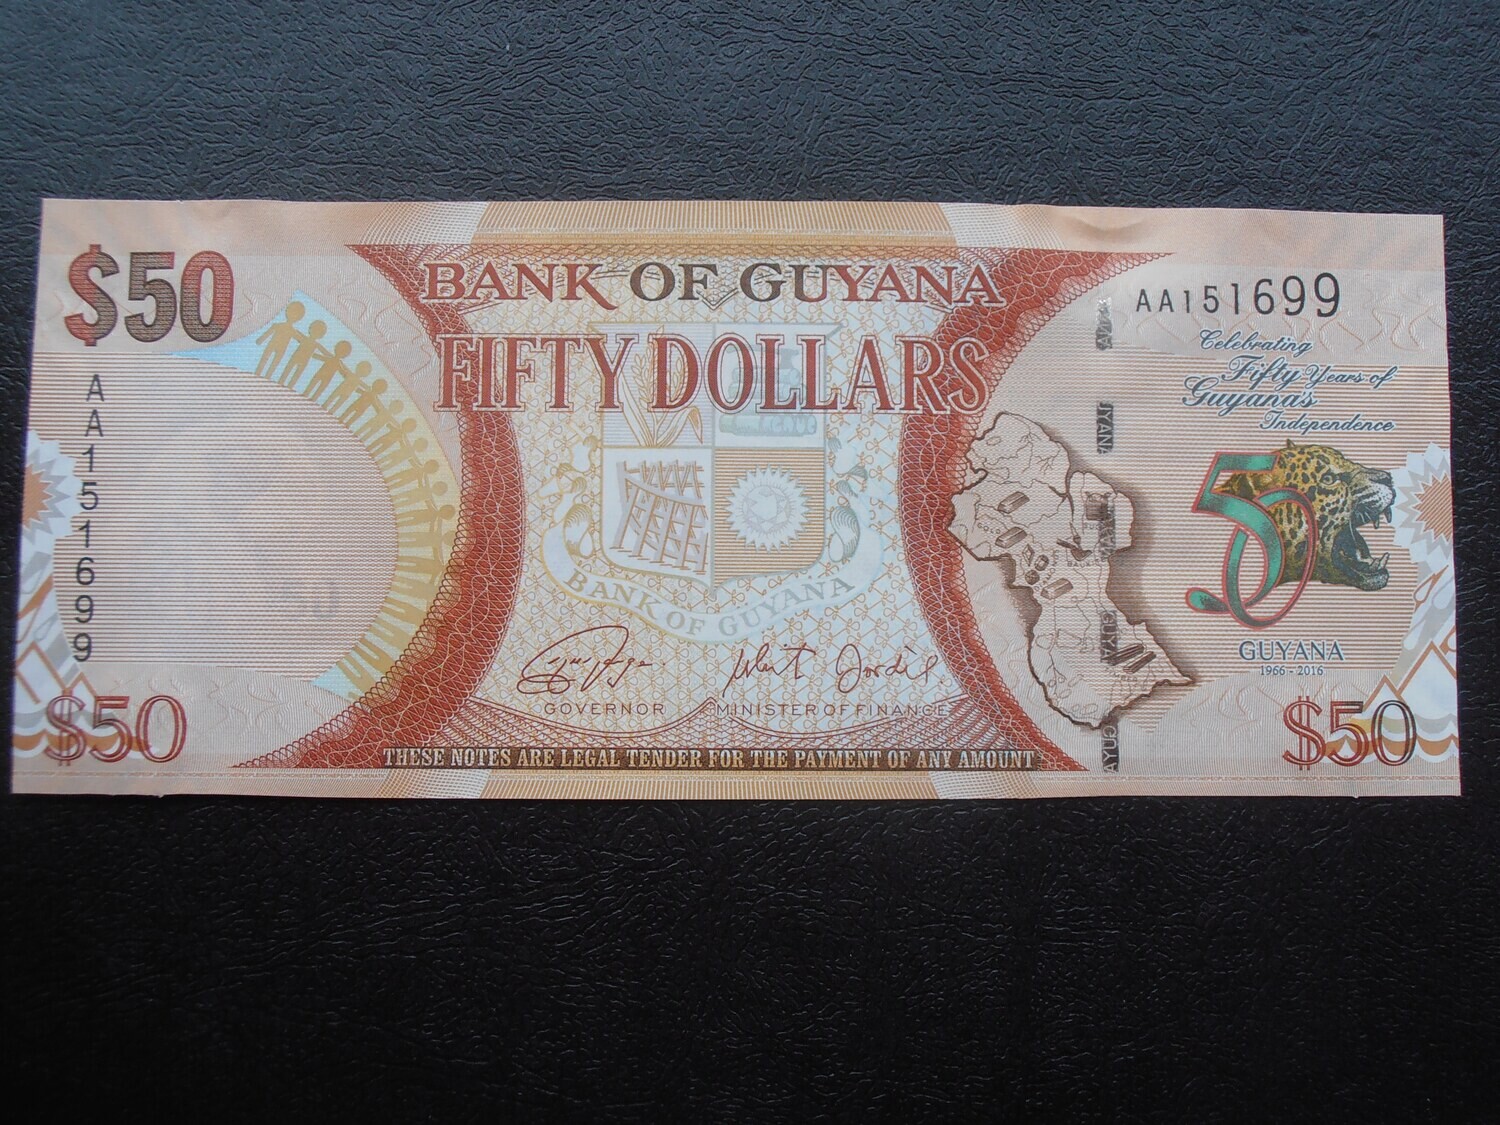 $50
BANK OF GUYANA
FIFTY DOLLARS
AA151699
Celebrating
Fifty Years of
Guyana's
Independence
AA151699
50
BANK OF GUYANA
GUYANA
1966 - 2016
GOVERNOR
MINISTER OF FINANCE
$50
THESE NOTES ARE LEGAL TENDER FOR THE PAYMENT OF ANY AMOUNT
$50